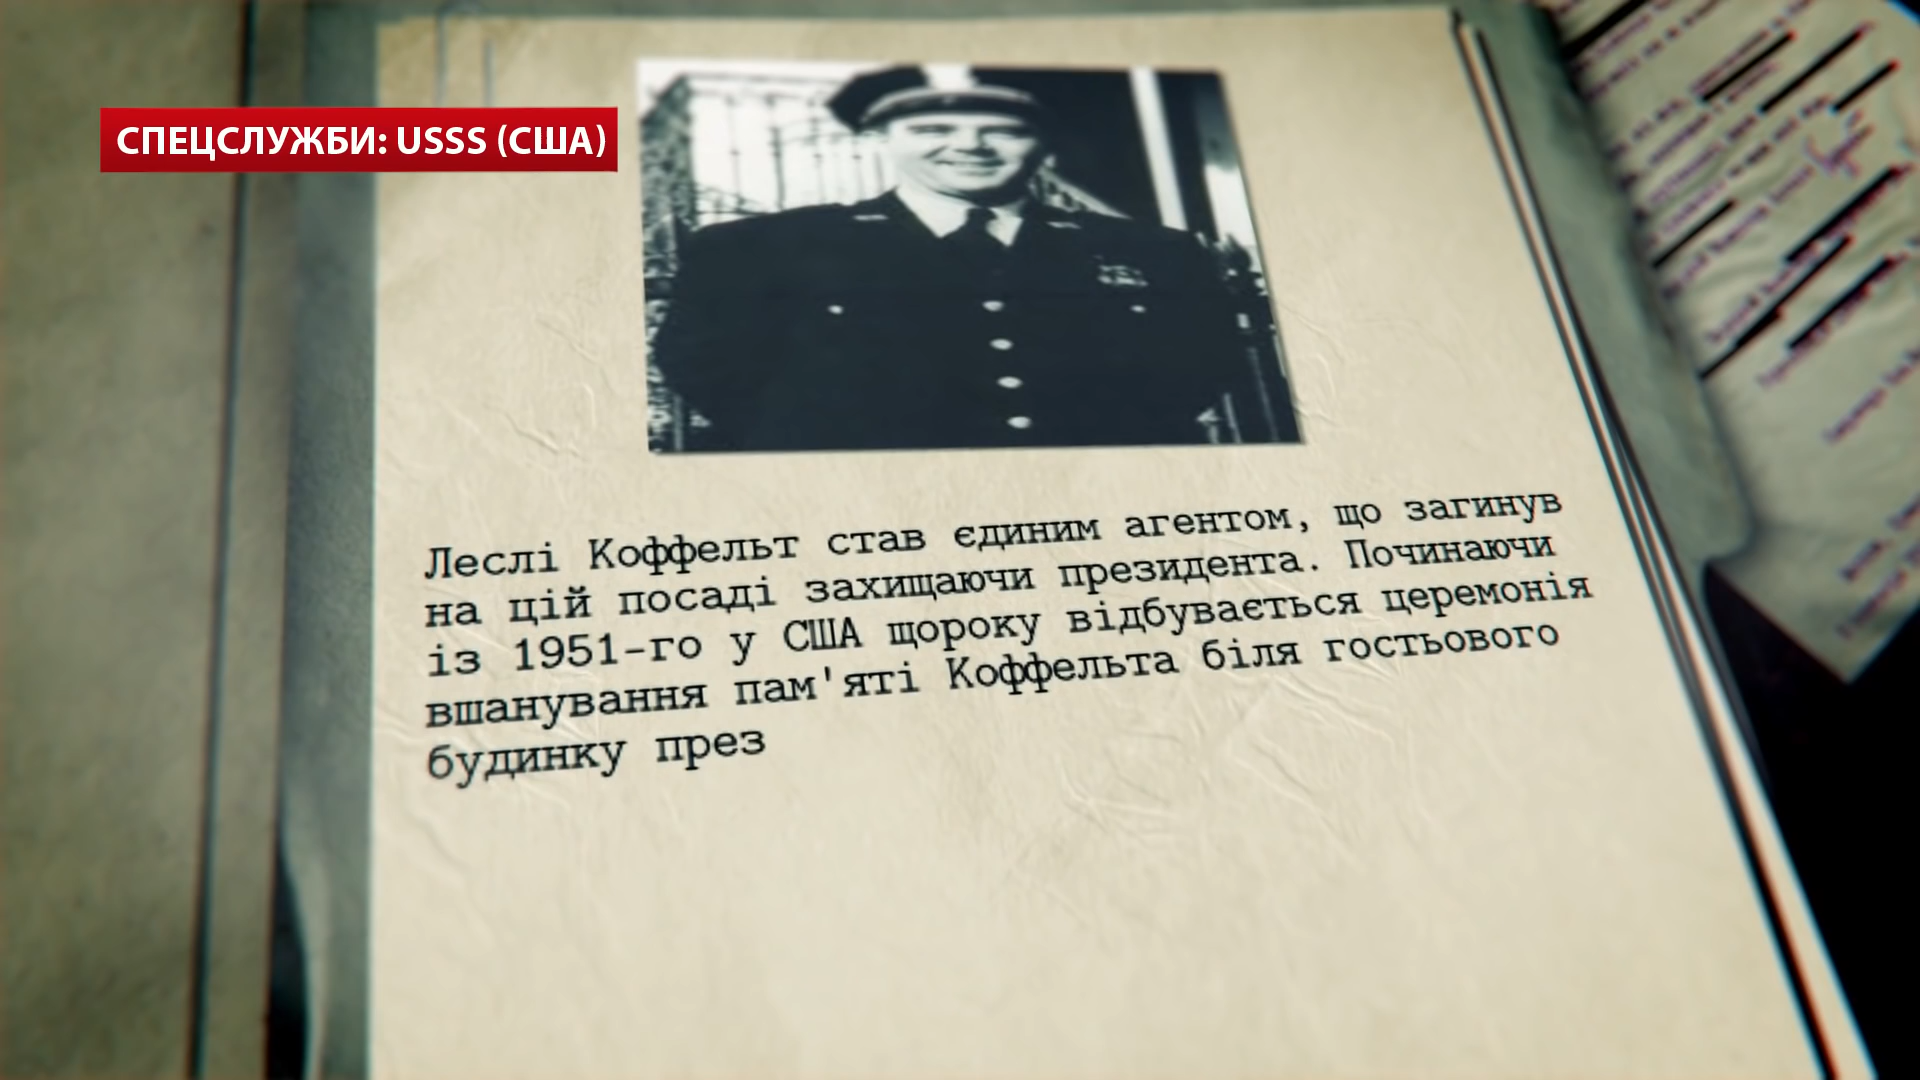 СПЕЦСЛУЖБИ: USSS (США)
Леслі Коффельт став єдиним агентом, що загинув
на цій посаді захищаючи президента. Починаючи
із 1951-го у США щороку відбувається церемонія
вшанування пам'яті Коффельта біля гостьового
будинку през